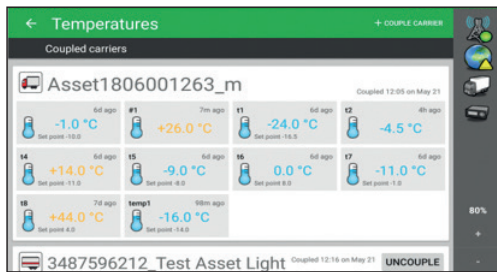 ← Temperatures
+ COUPLE CARRIER
Coupled carriers
Asset1806001263_m
Coupled 12:05 on May 21
6d ago
-1.0 °C
Set point -10.0
#1 7m ago
+26.0 °C
t1 6d ago
-24.0 °C
Set point -16.5
t2 4h ago
-4.5 °C
t4 6d ago
+14.0 °C
Set point -11.0
t5 6d ago
-9.0 °C
Set point -8.0
t6 6d ago
0.0 °C
Set point 8.0
t7 6d ago
-11.0 °C
Set point -1.0
t8 7d ago
+44.0 °C
Set point 4.0
temp1 98m ago
-16.0 °C
Set point -14.0
80%
+
-
3487596212_Test Asset Light
Coupled 12:16 on May 21
UNCOUPLE